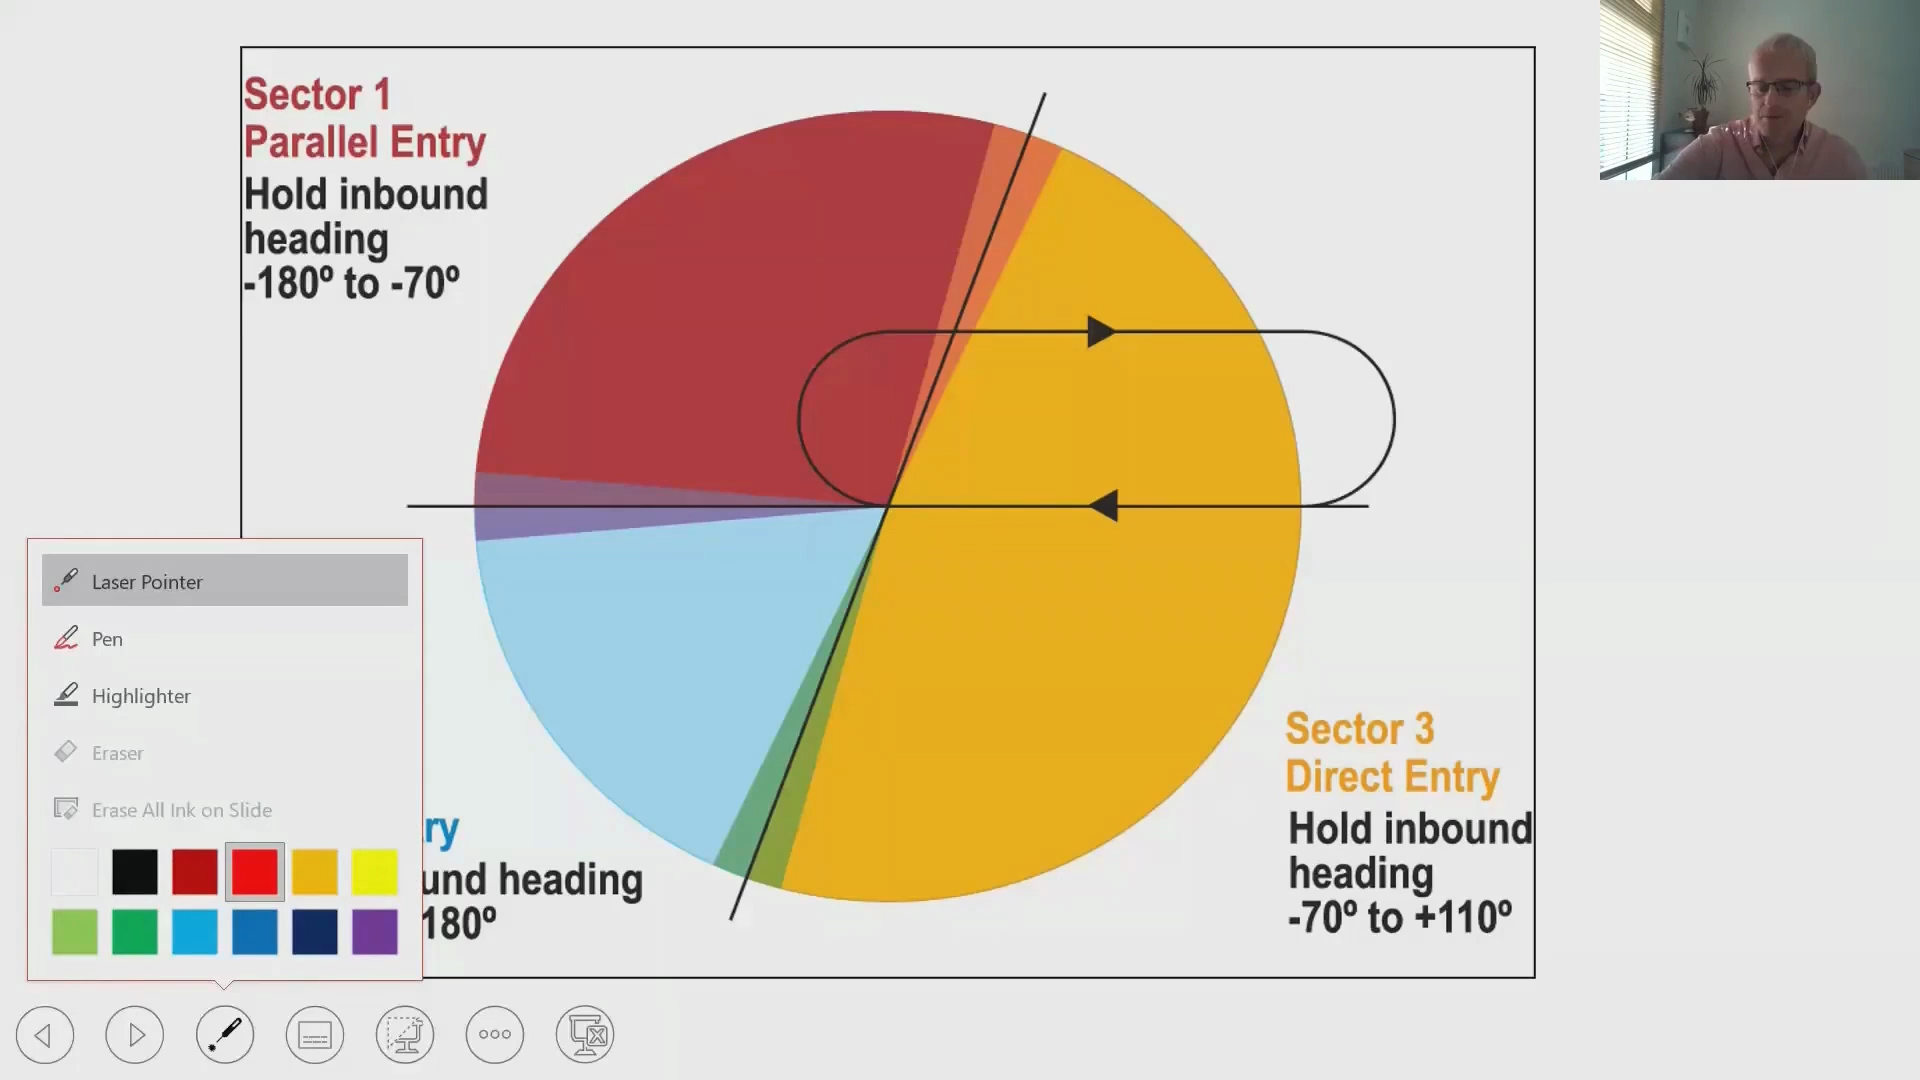 Sector 1
Parallel Entry
Hold inbound
heading
-180º to -70º
Laser Pointer
Pen
Highlighter
Eraser
Erase All Ink on Slide
ry
und heading
180º
Sector 3
Direct Entry
Hold inbound
heading
-70º to +110º